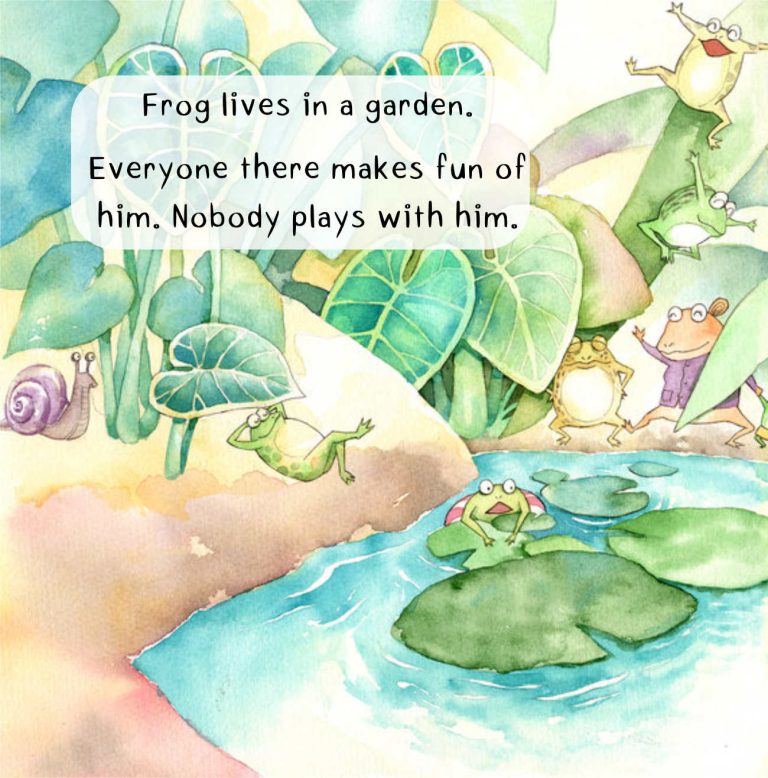 Frog lives in a garden.
Everyone there makes fun of
him. Nobody plays with him.